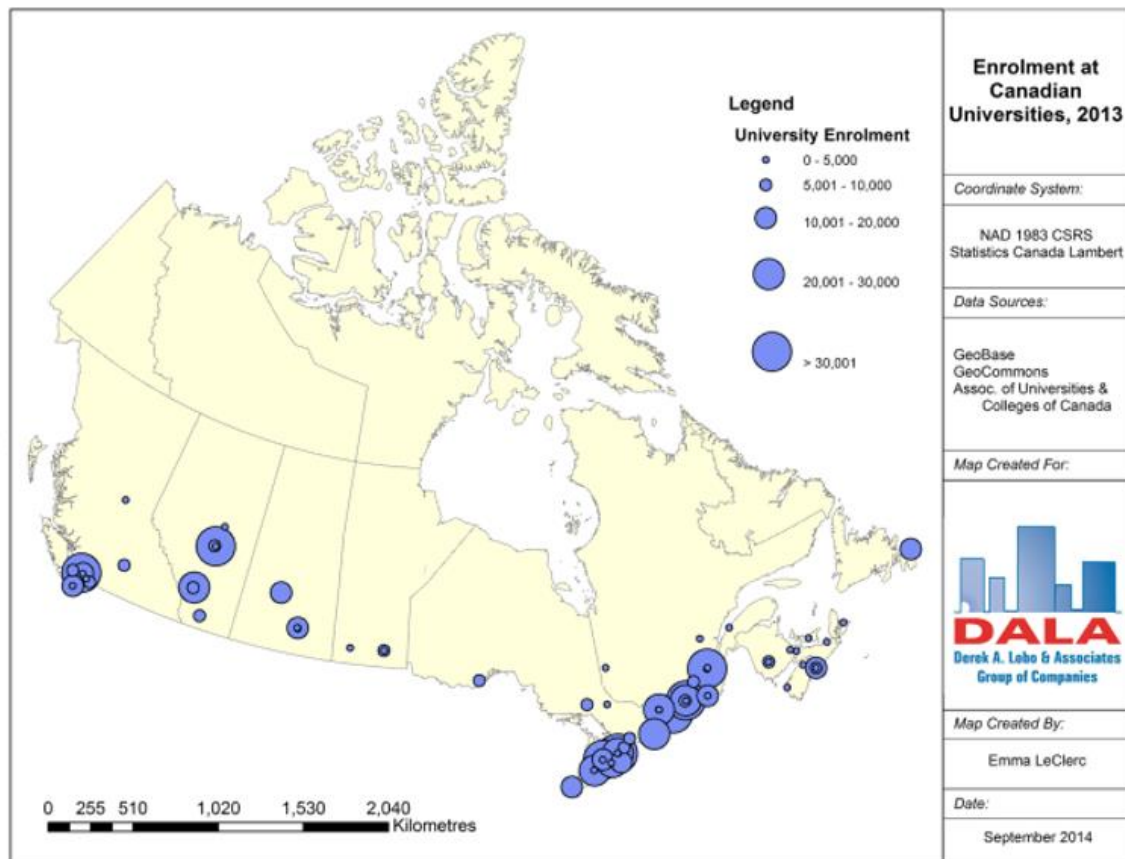 Legend
University Enrolment
0 - 5,000
5,001 - 10,000
10,001 - 20,000
20,001 - 30,000
> 30,001
0 255 510 1,020 1,530 2,040
Kilometres
Enrolment at
Canadian
Universities, 2013
Coordinate System:
NAD 1983 CSRS
Statistics Canada Lambert
Data Sources:
GeoBase
GeoCommons
Assoc. of Universities &
Colleges of Canada
Map Created For:
DALA
Derek A. Lobo & Associates
Group of Companies
Map Created By:
Emma LeClerc
Date:
September 2014